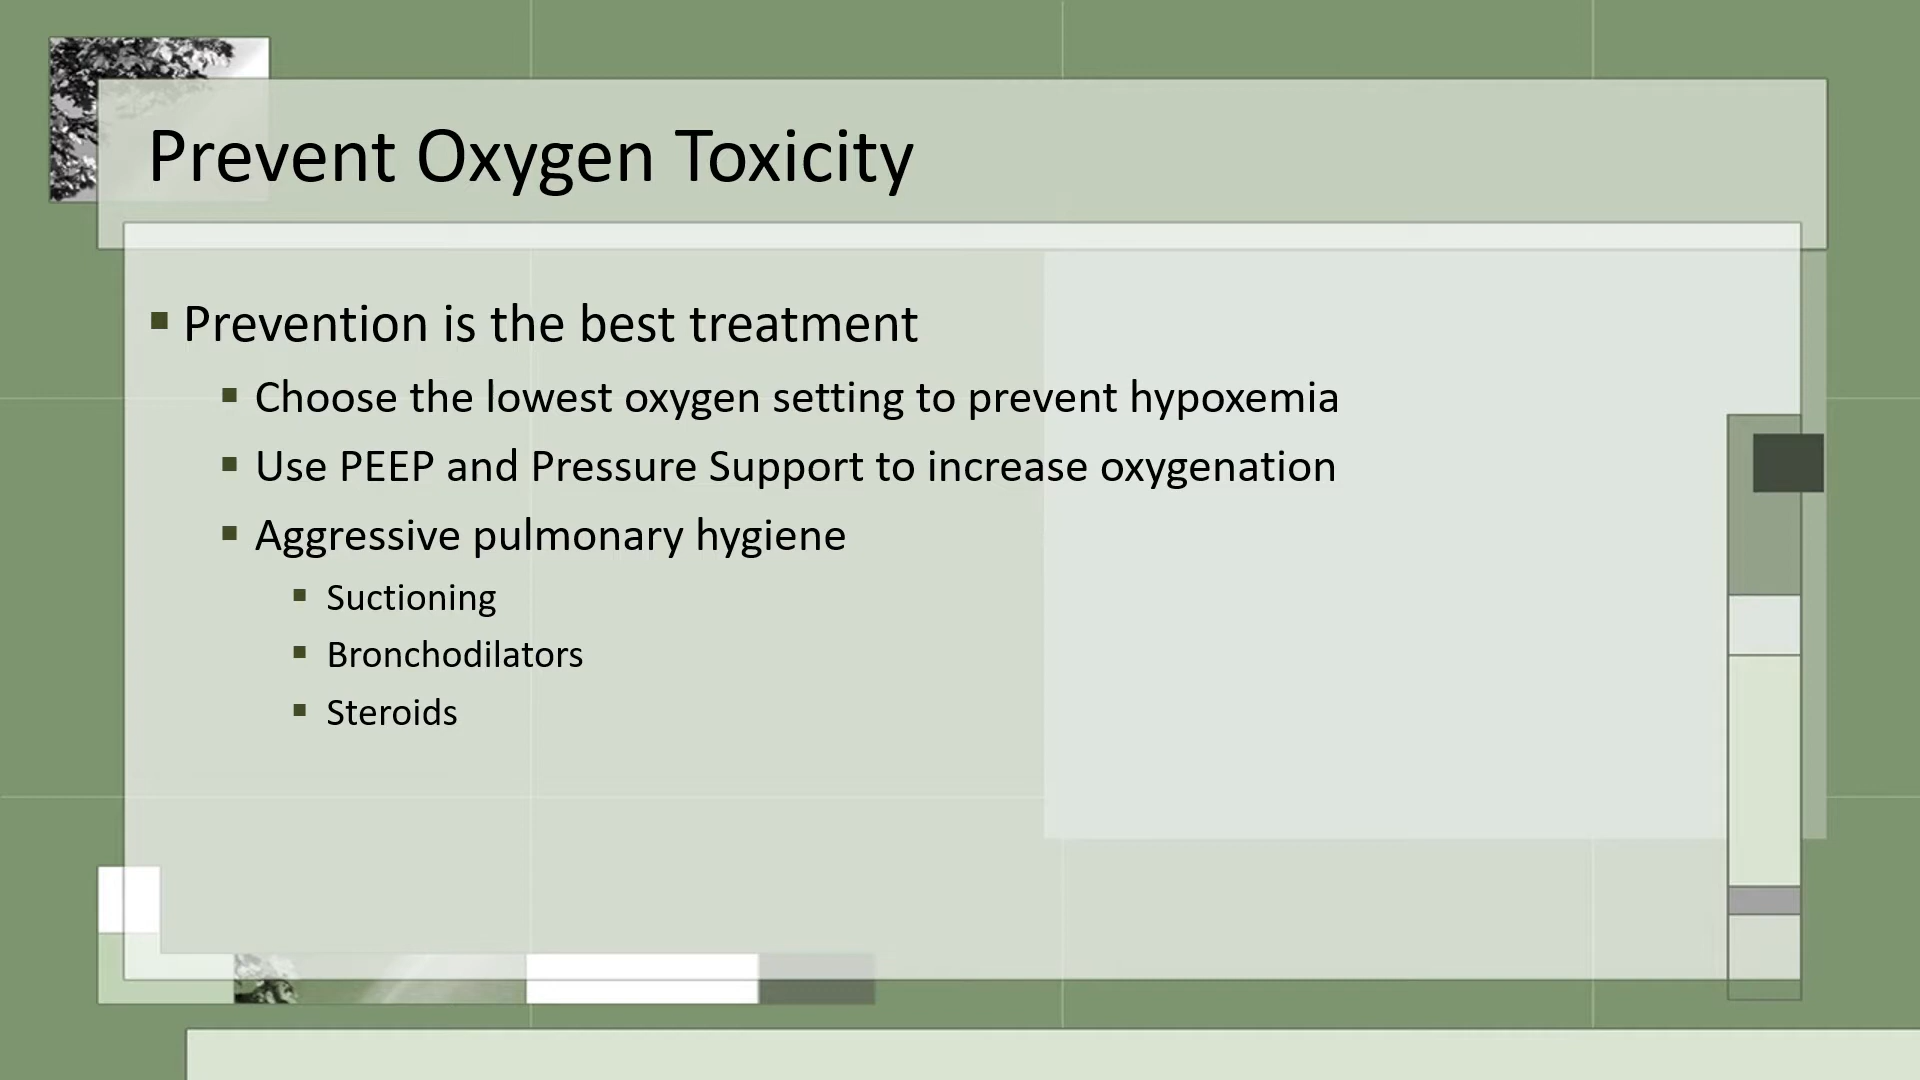 Prevent Oxygen Toxicity
▪ Prevention is the best treatment
▪ Choose the lowest oxygen setting to prevent hypoxemia
▪ Use PEEP and Pressure Support to increase oxygenation
▪ Aggressive pulmonary hygiene
▪ Suctioning
▪ Bronchodilators
▪ Steroids